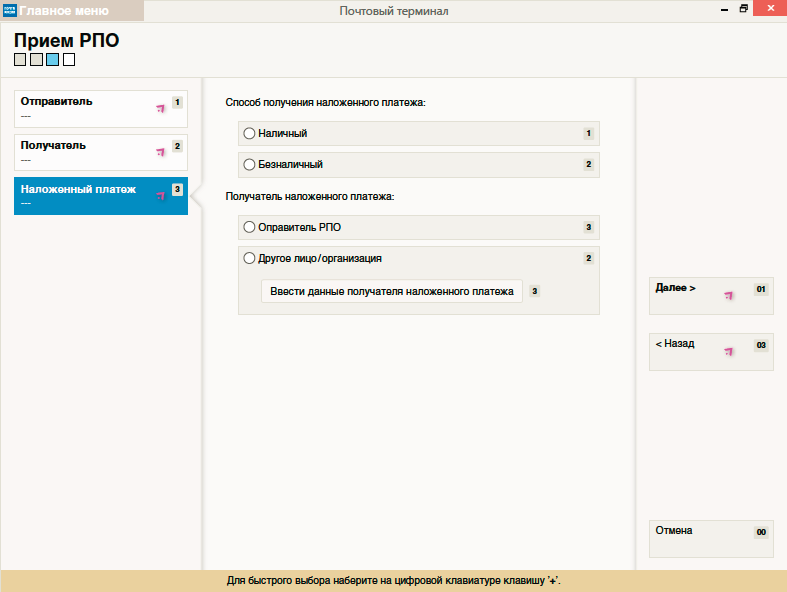 Главное меню
Почтовый терминал
Прием РПО
Отправитель 1
---
Получатель 2
---
Наложенный платеж 3
---
Способ получения наложенного платежа:
Наличный 1
Безналичный 2
Получатель наложенного платежа:
Оправитель РПО 3
Другое лицо/организация 2
Ввести данные получателя наложенного платежа 3
Далее > 01
< Назад 03
Отмена 00
Для быстрого выбора наберите на цифровой клавиатуре клавишу '+'.